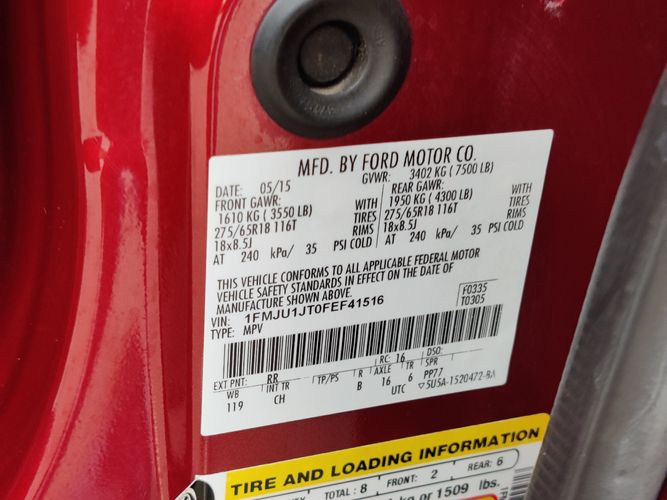 MFD. BY FORD MOTOR CO.
DATE: 05/15 GVWR: 3402 KG ( 7500 LB)
FRONT GAWR: REAR GAWR:
1610 KG ( 3550 LB) WITH 1950 KG ( 4300 LB) WITH
275/65R18 116T TIRES 275/65R18 116T TIRES
18x8.5J RIMS 18x8.5J RIMS
AT 240 kPa/ 35 PSI COLD AT 240 kPa/ 35 PSI COLD
THIS VEHICLE CONFORMS TO ALL APPLICABLE FEDERAL MOTOR
VEHICLE SAFETY STANDARDS IN EFFECT ON THE DATE OF
MANUFACTURE SHOWN ABOVE.
VIN: 1FMJU1JT0FEF41516 F0335
TYPE: MPV T0305
EXT PNT: RR RC: 16 DSO:
WB INT TR TP/PS R AXLE TR SPR
119 CH B 16 6 PP77
UTC ▽5U5A-1520472-BA
TIRE AND LOADING INFORMATION
TOTAL: 8 FRONT: 2 REAR: 6
kg or 1509 lbs.